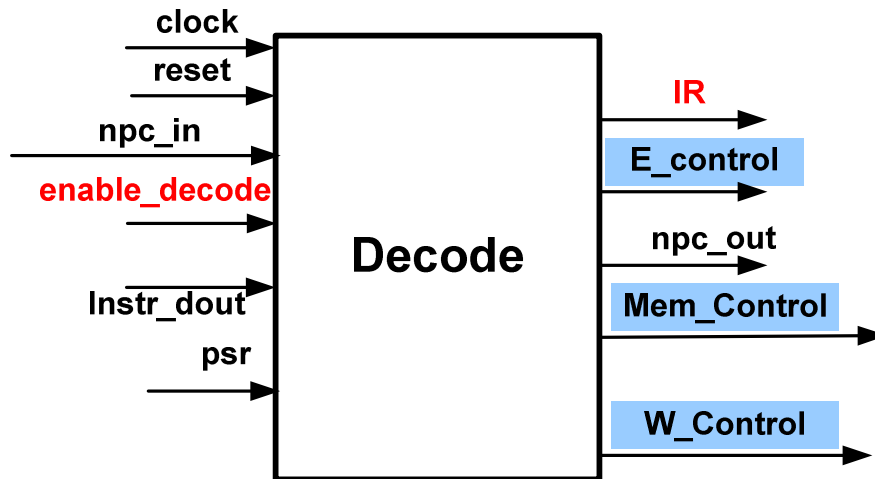 clock
reset
npc_in
enable_decode
Instr_dout
psr
Decode
IR
E_control
npc_out
Mem_Control
W_Control